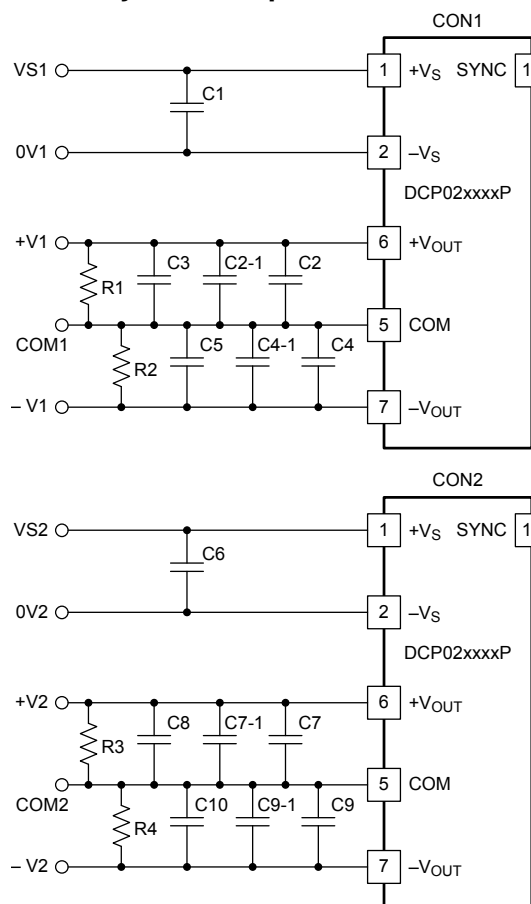 CON1
VS1
1
+VS
SYNC
1
C1
0V1
2
–VS
DCP02xxxxP
+V1
6
+VOUT
C3
C2-1
C2
R1
COM1
5
COM
R2
C5
C4-1
C4
– V1
7
–VOUT
CON2
VS2
1
+VS
SYNC
1
C6
0V2
2
–VS
DCP02xxxxP
+V2
6
+VOUT
C8
C7-1
C7
R3
COM2
5
COM
R4
C10
C9-1
C9
– V2
7
–VOUT